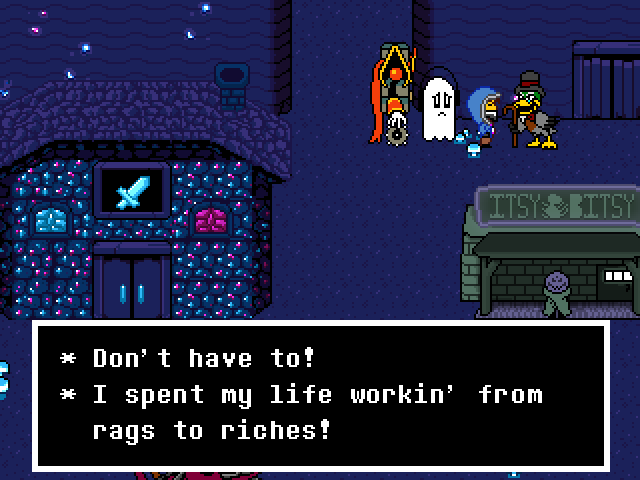 ITSY BITSY
* Don't have to!
* I spent my life workin' from
rags to riches!